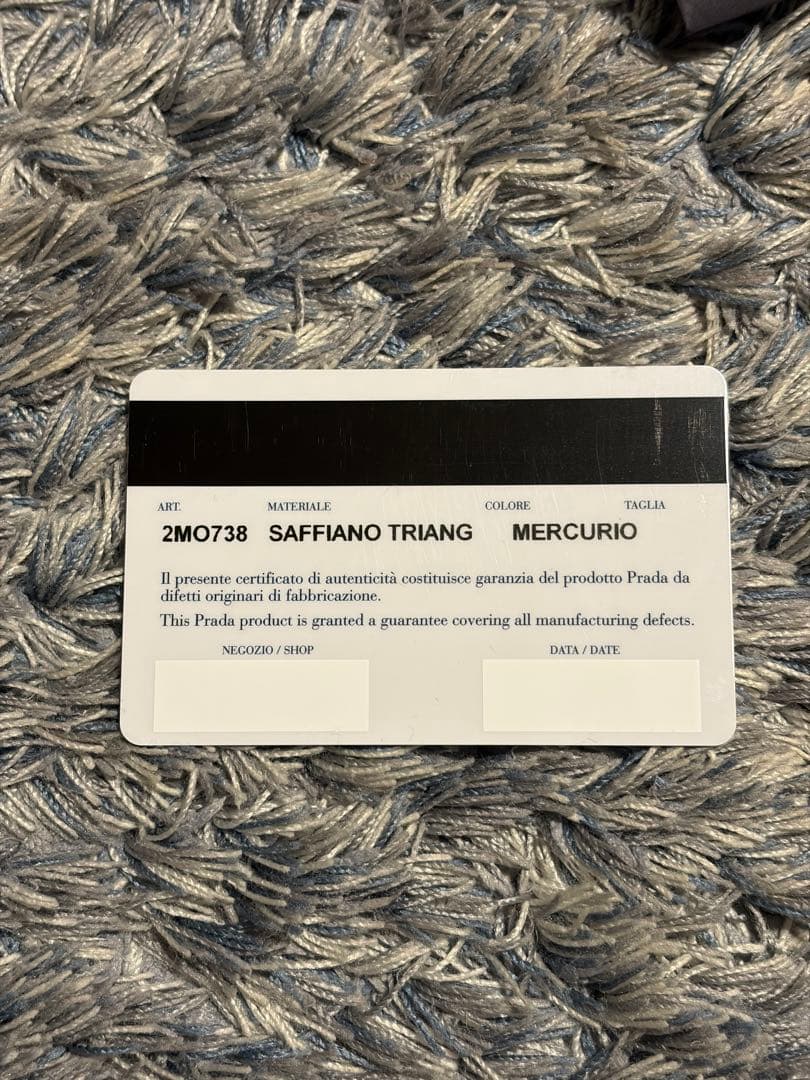 ART. MATERIALE COLORE TAGLIA
2MO738 SAFFIANO TRIANG MERCURIO
Il presente certificato di autenticità costituisce garanzia del prodotto Prada da
difetti originari di fabbricazione.
This Prada product is granted a guarantee covering all manufacturing defects.
NEGOZIO / SHOP DATA / DATE